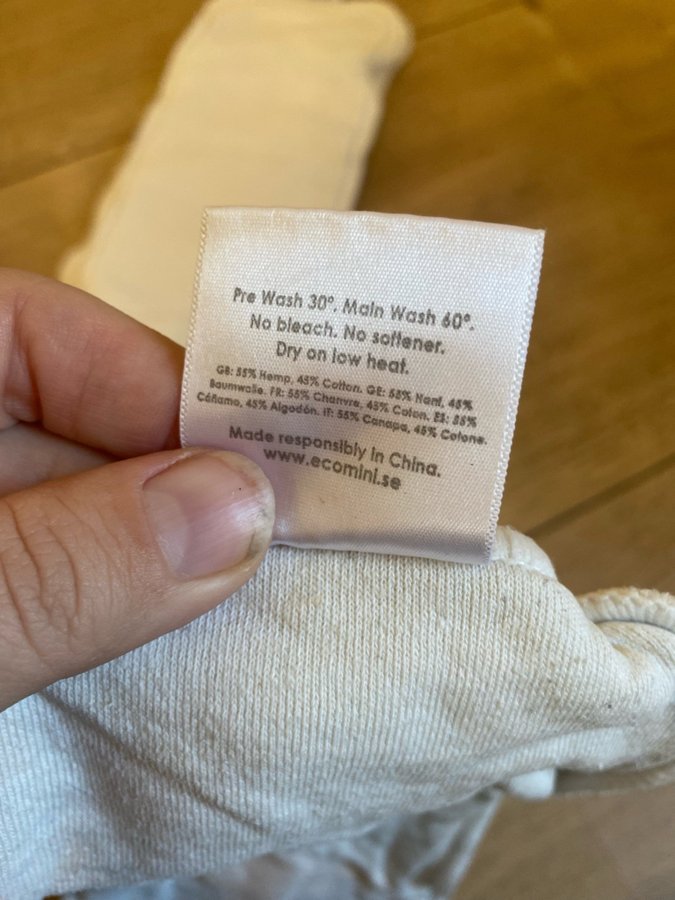 Pre Wash 30°. Main Wash 60°.
No bleach. No softener.
Dry on low heat.
GB: 55% Hemp, 45% Cotton. GE: 55% Hanf, 45%
Baumwolle. FR: 55% Chanvre, 45% Coton. ES: 55%
Cáñamo, 45% Algodón. IT: 55% Canapa, 45% Cotone.
Made responsibly in China.
www.ecomini.se